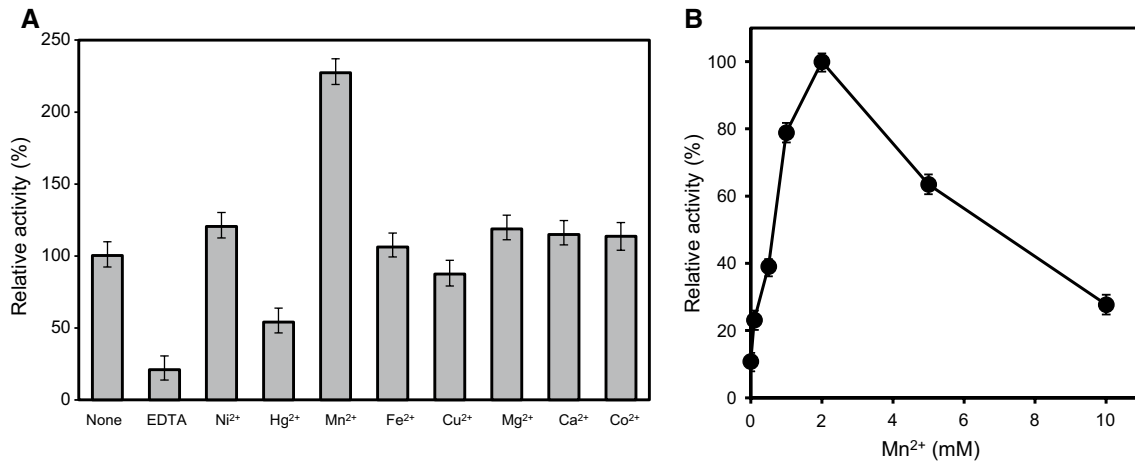 A
Relative activity (%)
250
200
150
100
50
0
None EDTA Ni²⁺ Hg²⁺ Mn²⁺ Fe²⁺ Cu²⁺ Mg²⁺ Ca²⁺ Co²⁺
B
Relative activity (%)
100
80
60
40
20
0
0 2 4 6 8 10
Mn²⁺ (mM)